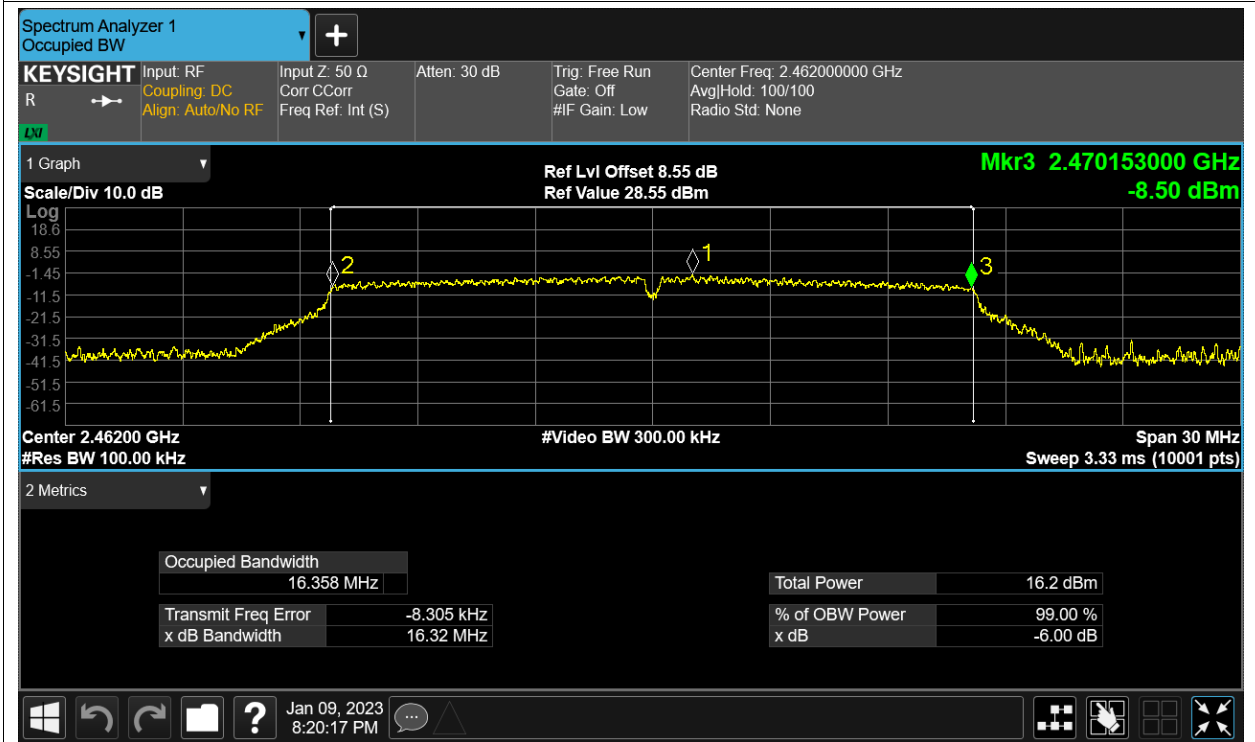 Spectrum Analyzer 1
Occupied BW
KEYSIGHT
R
LXI
Input: RF
Coupling: DC
Align: Auto/No RF
Input Z: 50 Ω
Corr CCorr
Freq Ref: Int (S)
Atten: 30 dB
Trig: Free Run
Gate: Off
#IF Gain: Low
Center Freq: 2.462000000 GHz
Avg|Hold: 100/100
Radio Std: None
1 Graph
Ref Lvl Offset 8.55 dB
Mkr3 2.470153000 GHz
Scale/Div 10.0 dB
Ref Value 28.55 dBm
-8.50 dBm
Log
18.6
8.55
-1.45
-11.5
-21.5
-31.5
-41.5
-51.5
-61.5
2
1
3
Center 2.46200 GHz
#Video BW 300.00 kHz
Span 30 MHz
#Res BW 100.00 kHz
Sweep 3.33 ms (10001 pts)
2 Metrics
Occupied Bandwidth
16.358 MHz
Total Power 16.2 dBm
Transmit Freq Error -8.305 kHz
% of OBW Power 99.00 %
x dB Bandwidth 16.32 MHz
x dB -6.00 dB
?
Jan 09, 2023
8:20:17 PM